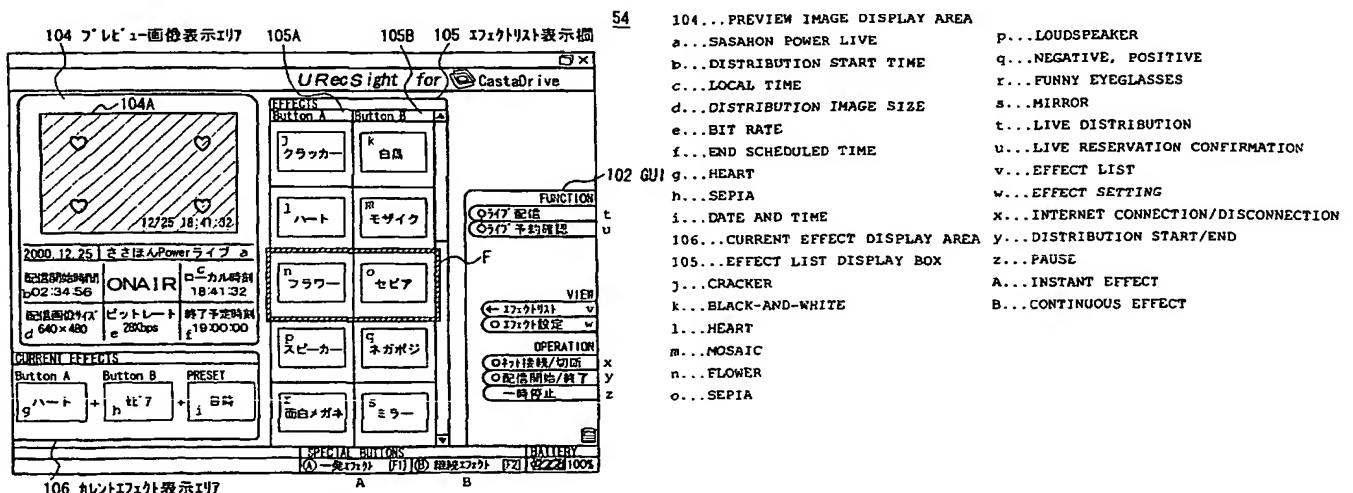 54
104 プレビュー画像表示エリア
105A
105B
105 エフェクトリスト表示欄
URecSight for CastaDrive
104A
12/25 18:41:32
2000.12.25 ささほんPowerライブ a
配信開始時間
b 02:34:56
ONAIR
c
ローカル時刻
18:41:32
配信画像サイズ
d 640×480
ビットレート
e 28Kbps
終了予定時刻
f 19:00:00
CURRENT EFFECTS
Button A
Button B
PRESET
g ハート
+
h セピア
+
i 日時
106 カレントエフェクト表示エリア
EFFECTS
Button A
Button B
j クラッカー
k 白黒
l ハート
m モザイク
n フラワー
o セピア
p スピーカー
q ネガポジ
r 面白メガネ
s ミラー
F
102 GUI
FUNCTION
ライブ配信 t
ライブ予約確認 u
VIEW
← エフェクトリスト v
エフェクト設定 w
OPERATION
ネット接続/切断 x
配信開始/終了 y
一時停止 z
SPECIAL BUTTONS
(A) 一発エフェクト [F1] (B) 継続エフェクト [F2]
BATTERY
100%
A
B
104...PREVIEW IMAGE DISPLAY AREA
a...SASAHON POWER LIVE
b...DISTRIBUTION START TIME
c...LOCAL TIME
d...DISTRIBUTION IMAGE SIZE
e...BIT RATE
f...END SCHEDULED TIME
g...HEART
h...SEPIA
i...DATE AND TIME
106...CURRENT EFFECT DISPLAY AREA
105...EFFECT LIST DISPLAY BOX
j...CRACKER
k...BLACK-AND-WHITE
l...HEART
m...MOSAIC
n...FLOWER
o...SEPIA
p...LOUDSPEAKER
q...NEGATIVE, POSITIVE
r...FUNNY EYEGLASSES
s...MIRROR
t...LIVE DISTRIBUTION
u...LIVE RESERVATION CONFIRMATION
v...EFFECT LIST
w...EFFECT SETTING
x...INTERNET CONNECTION/DISCONNECTION
y...DISTRIBUTION START/END
z...PAUSE
A...INSTANT EFFECT
B...CONTINUOUS EFFECT